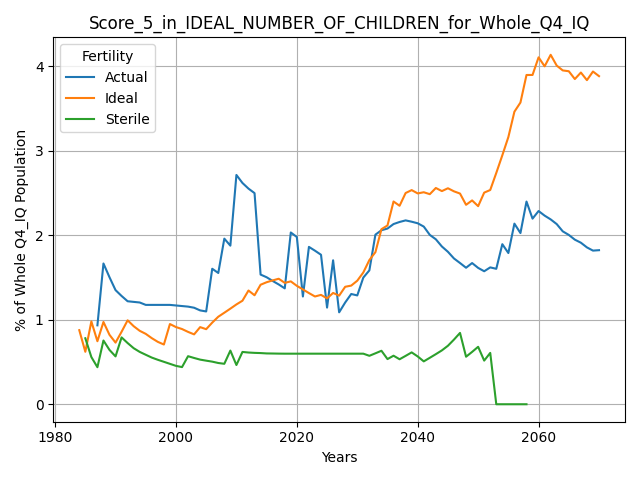 Score_5_in_IDEAL_NUMBER_OF_CHILDREN_for_Whole_Q4_IQ
Fertility
Actual
Ideal
Sterile
% of Whole Q4_IQ Population
4
3
2
1
0
1980 2000 2020 2040 2060
Years